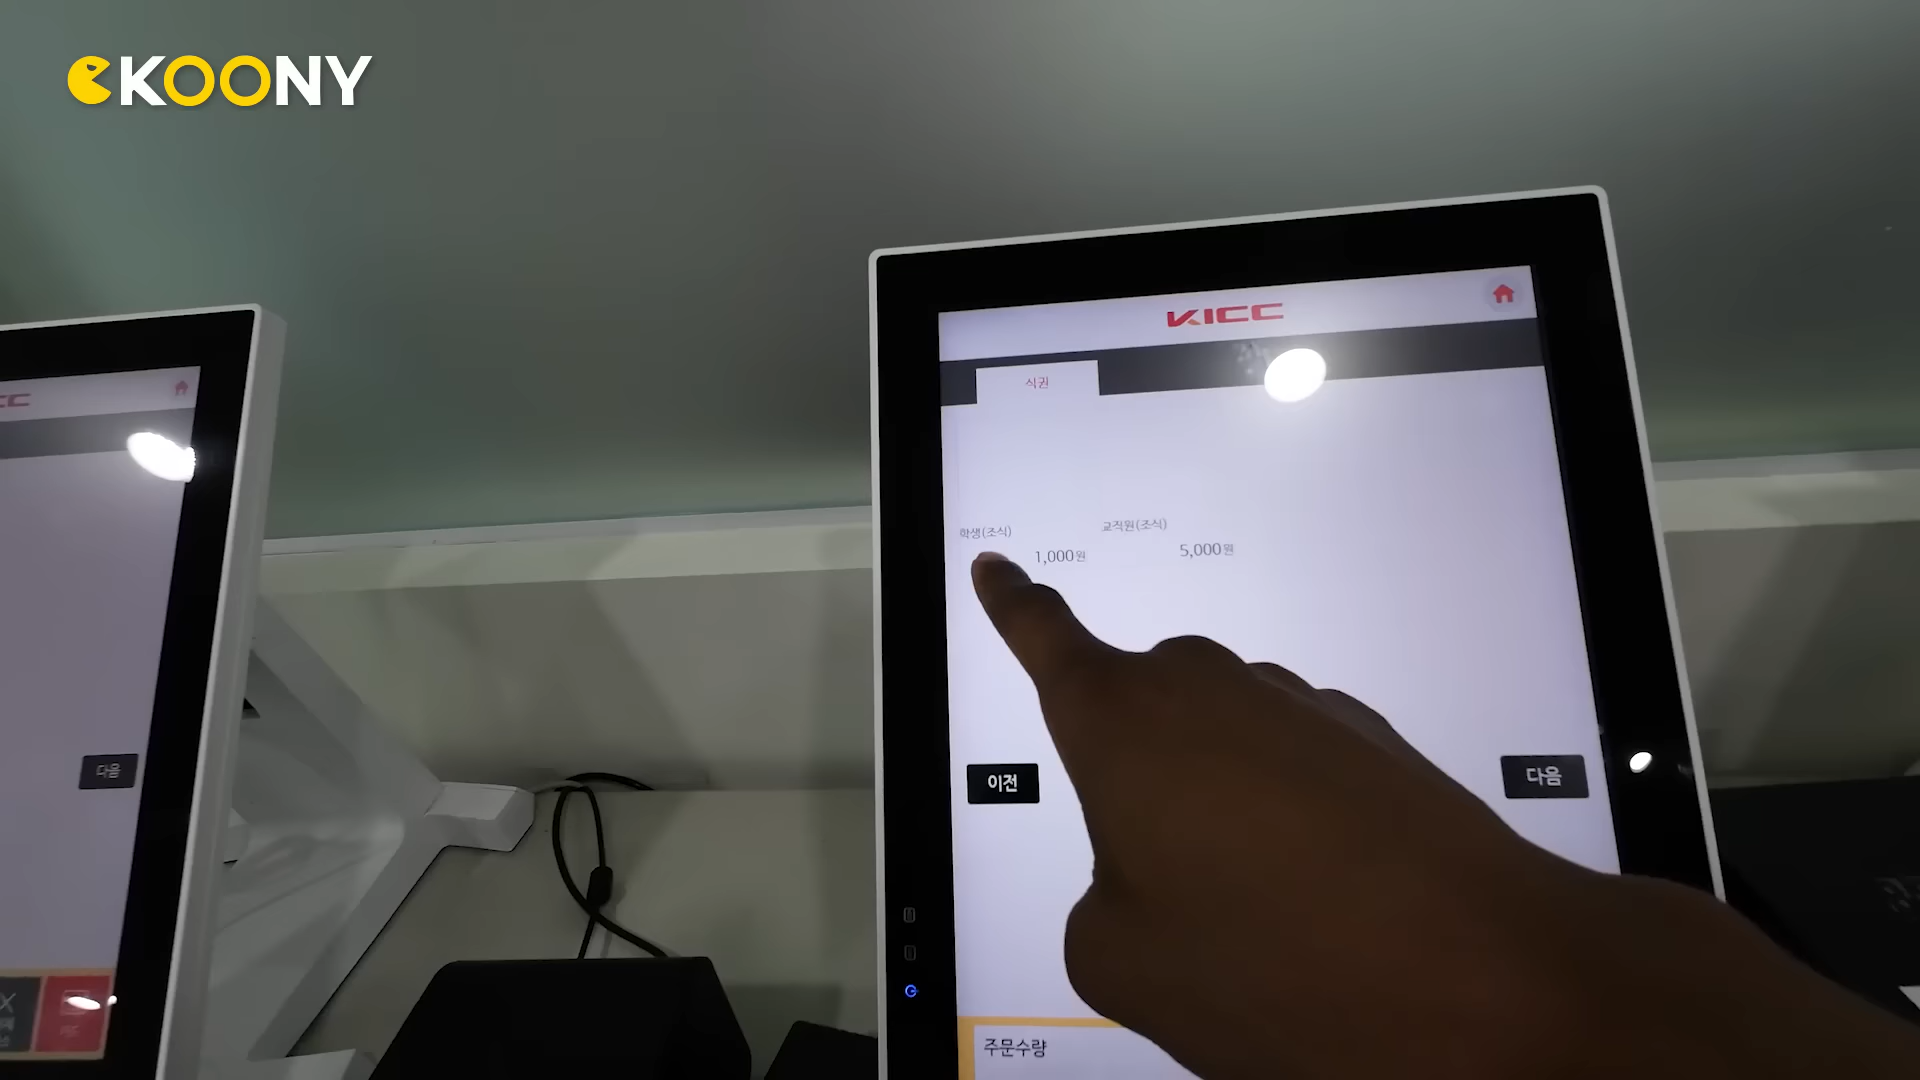 KOONY
KICC
식권
학생(조식)
1,000원
교직원(조식)
5,000원
이전
다음
다음
주문수량